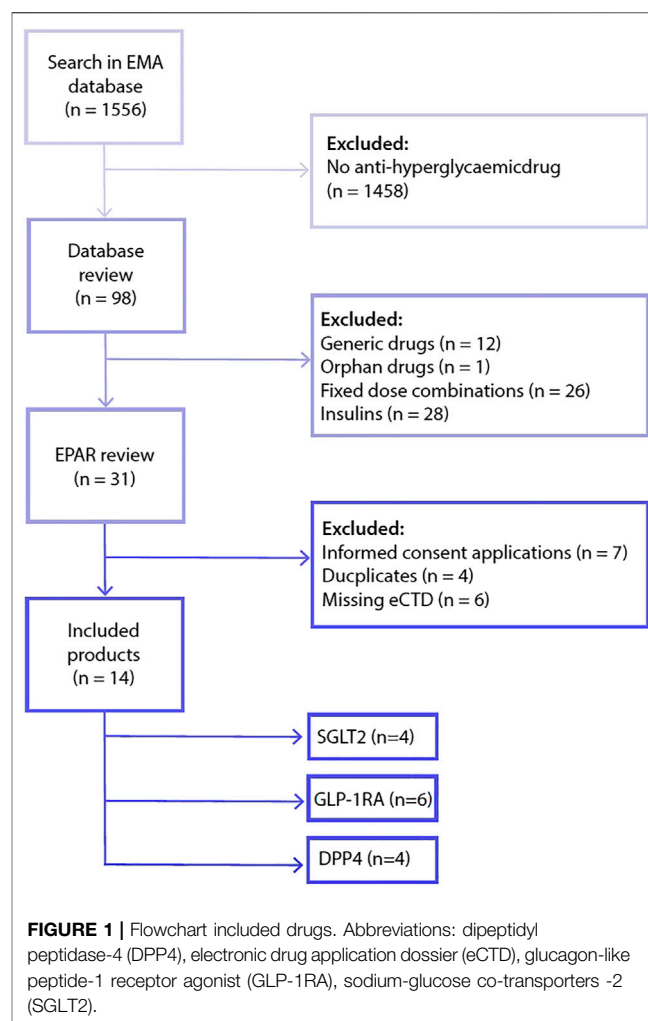 Search in EMA
database
(n = 1556)
Excluded:
No anti-hyperglycaemicdrug
(n = 1458)
Database
review
(n = 98)
Excluded:
Generic drugs (n = 12)
Orphan drugs (n = 1)
Fixed dose combinations (n = 26)
Insulins (n = 28)
EPAR review
(n = 31)
Excluded:
Informed consent applications (n = 7)
Ducplicates (n = 4)
Missing eCTD (n = 6)
Included
products
(n = 14)
SGLT2 (n=4)
GLP-1RA (n=6)
DPP4 (n=4)
FIGURE 1 | Flowchart included drugs. Abbreviations: dipeptidyl
peptidase-4 (DPP4), electronic drug application dossier (eCTD), glucagon-like
peptide-1 receptor agonist (GLP-1RA), sodium-glucose co-transporters -2
(SGLT2).